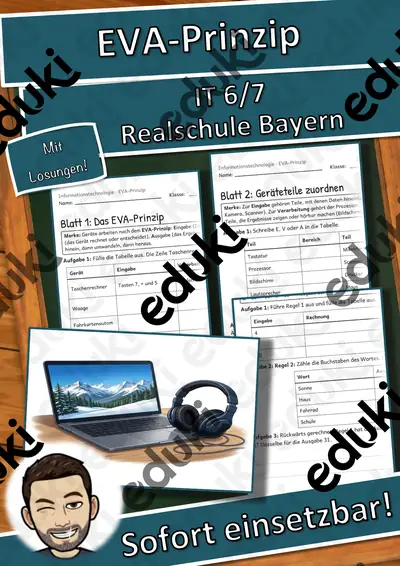 EVA-Prinzip
IT 6/7
Realschule Bayern
Mit
Lösungen!
Informationstechnologie · EVA-Prinzip
Name: Klasse:
Blatt 1: Das EVA-Prinzip
Merke: Geräte arbeiten nach dem EVA-Prinzip: Eingabe
(das Gerät rechnet oder entscheidet), Ausgabe (das
hinein, dann umwandeln, dann heraus.
Aufgabe 1: Fülle die Tabelle aus. Die Zeile Taschenrechner
Gerät Eingabe
Taschenrechner Tasten 7, + und 5
Waage
Fahrkartenautomat
Informationstechnologie · EVA-Prinzip
Name: Klasse:
Blatt 2: Geräteteile zuordnen
Merke: Zur Eingabe gehören Teile, mit denen Daten
Kamera, Scanner). Zur Verarbeitung gehört der Prozessor
Teile, die Ergebnisse zeigen oder hörbar machen
Aufgabe 1: Schreibe E, V oder A in die Tabelle.
Teil Bereich Teil
Tastatur
Prozessor
Bildschirm
Lautsprecher
Aufgabe 1: Führe Regel 1 aus und fülle die Tabelle aus.
Eingabe Rechnung
4
Aufgabe 2: Regel 2: Zähle die Buchstaben des Wortes
Wort
Sonne
Haus
Fahrrad
Schule
Aufgabe 3: Rückwärts gerechnet
für die Ausgabe 31.
eduki
eduki
eduki
eduki
eduki
eduki
eduki
Sofort einsetzbar!